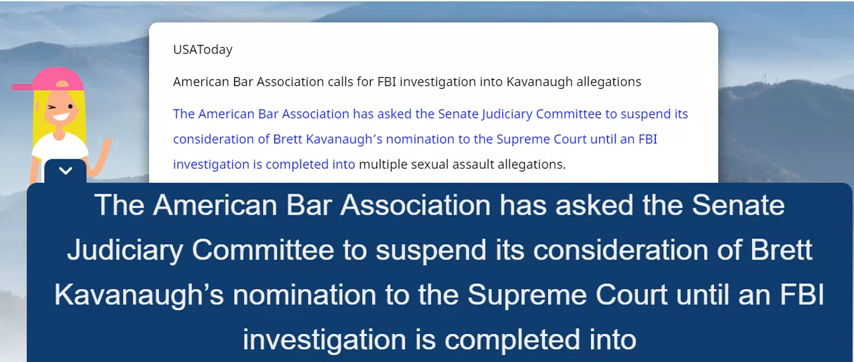 USAToday
American Bar Association calls for FBI investigation into Kavanaugh allegations
The American Bar Association has asked the Senate Judiciary Committee to suspend its
consideration of Brett Kavanaugh's nomination to the Supreme Court until an FBI
investigation is completed into multiple sexual assault allegations.
The American Bar Association has asked the Senate
Judiciary Committee to suspend its consideration of Brett
Kavanaugh’s nomination to the Supreme Court until an FBI
investigation is completed into